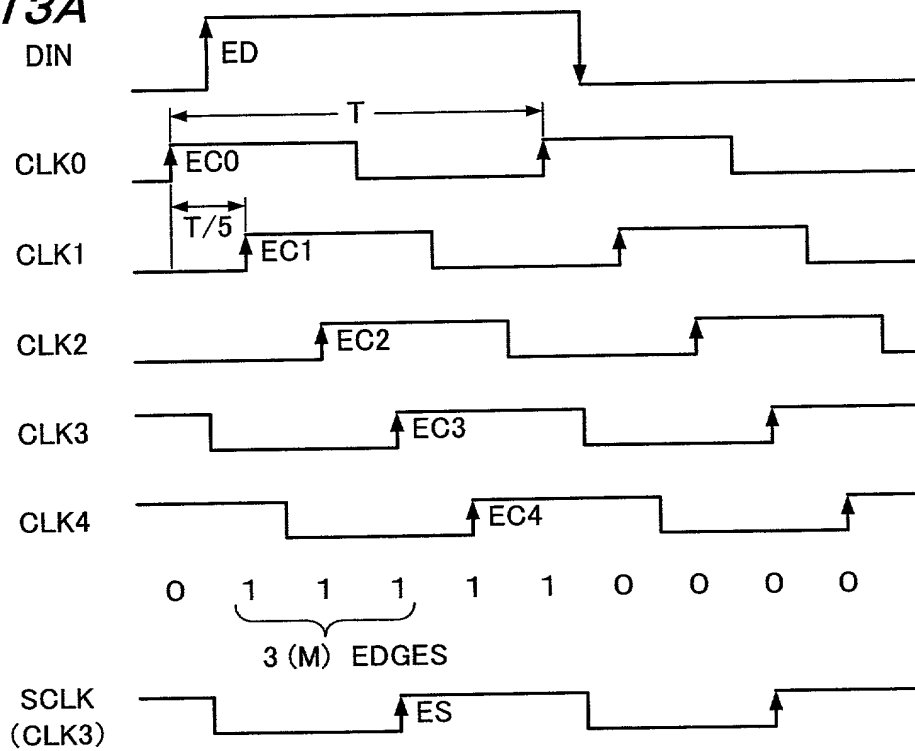 13A
DIN
ED
T
CLK0
EC0
T/5
CLK1
EC1
CLK2
EC2
CLK3
EC3
CLK4
EC4
0 1 1 1 1 1 0 0 0 0
3 (M) EDGES
SCLK
(CLK3)
ES